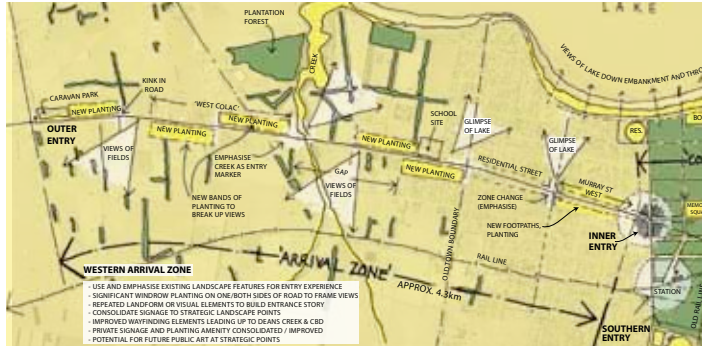 LAKE
PLANTATION
FOREST
CREEK
VIEWS OF LAKE DOWN EMBANKMENT AND THRO
CARAVAN PARK
KINK IN
ROAD
'WEST COLAC'
NEW PLANTING
OUTER
ENTRY
NEW PLANTING
NEW PLANTING
VIEWS OF
FIELDS
EMPHASISE
CREEK AS ENTRY
MARKER
NEW BANDS OF
PLANTING TO
BREAK UP VIEWS
GAP
VIEWS OF
FIELDS
NEW PLANTING
SCHOOL
SITE
NEW PLANTING
GLIMPSE
OF LAKE
GLIMPSE
OF LAKE
RES.
BO
RESIDENTIAL STREET
MURRAY ST
WEST
ZONE CHANGE
(EMPHASISE)
NEW FOOTPATHS,
PLANTING
'CO
MEMO
SQUA
INNER
ENTRY
OLD TOWN BOUNDARY
RAIL LINE
STATION
OLD RAIL LIN
SOUTHERN
ENTRY
'ARRIVAL ZONE'
APPROX. 4.3km
WESTERN ARRIVAL ZONE
- USE AND EMPHASISE EXISTING LANDSCAPE FEATURES FOR ENTRY EXPERIENCE
- SIGNIFICANT WINDROW PLANTING ON ONE/BOTH SIDES OF ROAD TO FRAME VIEWS
- REPEATED LANDFORM OR VISUAL ELEMENTS TO BUILD ENTRANCE STORY
- CONSOLIDATE SIGNAGE TO STRATEGIC LANDSCAPE POINTS
- IMPROVED WAYFINDING ELEMENTS LEADING UP TO DEANS CREEK & CBD
- PRIVATE SIGNAGE AND PLANTING AMENITY CONSOLIDATED / IMPROVED
- POTENTIAL FOR FUTURE PUBLIC ART AT STRATEGIC POINTS